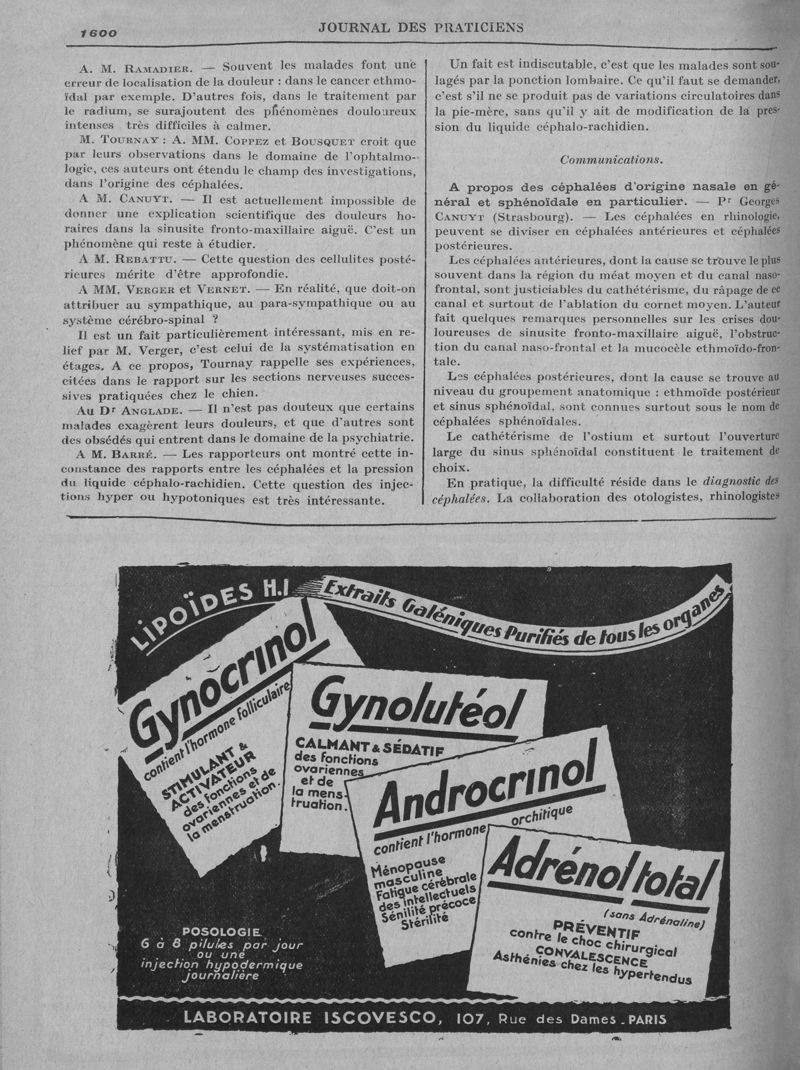 1600
JOURNAL DES PRATICIENS
A. M. RAMADIER. — Souvent les malades font une
erreur de localisation de la douleur : dans le cancer ethmo-
ïdal par exemple. D'autres fois, dans le traitement par
le radium, se surajoutent des phénomènes douloureux
intenses très difficiles à calmer.
M. TOURNAY : A. MM. COPPEZ et BOUSQUET croit que
par leurs observations dans le domaine de l'ophtalmo-
logie, ces auteurs ont étendu le champ des investigations,
dans l'origine des céphalées.
A M. CANUYT. — Il est actuellement impossible de
donner une explication scientifique des douleurs ho-
raires dans la sinusite fronto-maxillaire aiguë. C'est un
phénomène qui reste à étudier.
A M. REBATTU. — Cette question des cellulites posté-
rieures mérite d'être approfondie.
A MM. VERGER et VERNET. — En réalité, que doit-on
attribuer au sympathique, au para-sympathique ou au
système cérébro-spinal ?
Il est un fait particulièrement intéressant, mis en re-
lief par M. Verger, c'est celui de la systématisation en
étages. A ce propos, Tournay rappelle ses expériences,
citées dans le rapport sur les sections nerveuses succes-
sives pratiquées chez le chien.
Au Dr ANGLADE. — Il n'est pas douteux que certains
malades exagèrent leurs douleurs, et que d'autres sont
des obsédés qui entrent dans le domaine de la psychiatrie.
A M. BARRÉ. — Les rapporteurs ont montré cette in-
constance des rapports entre les céphalées et la pression
du liquide céphalo-rachidien. Cette question des injec-
tions hyper ou hypotoniques est très intéressante.
Un fait est indiscutable, c'est que les malades sont sou-
lagés par la ponction lombaire. Ce qu'il faut se demander,
c'est s'il ne se produit pas de variations circulatoires dans
la pie-mère, sans qu'il y ait de modification de la pres-
sion du liquide céphalo-rachidien.
Communications.
A propos des céphalées d'origine nasale en gé-
néral et sphénoïdale en particulier. — Pr Georges
CANUYT (Strasbourg). — Les céphalées en rhinologie,
peuvent se diviser en céphalées antérieures et céphalées
postérieures.
Les céphalées antérieures, dont la cause se trouve le plus
souvent dans la région du méat moyen et du canal naso-
frontal, sont justiciables du cathétérisme, du râpage de ce
canal et surtout de l'ablation du cornet moyen. L'auteur
fait quelques remarques personnelles sur les crises dou-
loureuses de sinusite fronto-maxillaire aiguë, l'obstruc-
tion du canal naso-frontal et la mucocèle ethmoïdo-fron-
tale.
Les céphalées postérieures, dont la cause se trouve au
niveau du groupement anatomique : ethmoïde postérieur
et sinus sphénoïdal, sont connues surtout sous le nom de
céphalées sphénoïdales.
Le cathétérisme de l'ostium et surtout l'ouverture
large du sinus sphénoïdal constituent le traitement de
choix.
En pratique, la difficulté réside dans le diagnostic des
céphalées. La collaboration des otologistes, rhinologistes
LIPOÏDES H.I
Extraits Galéniques Purifiés de tous les organes
Gynocrinol
contient l'hormone folliculaire
STIMULANT &
ACTIVATEUR
des fonctions
ovariennes et de
la menstruation.
Gynolutéol
CALMANT & SÉDATIF
des fonctions
ovariennes
et de
la mens-
truation.
Androcrinol
contient l'hormone orchitique
Ménopause
masculine
Fatigue cérébrale
des intellectuels
Sénilité précoce
Stérilité
Adrénol total
(sans Adrénaline)
PRÉVENTIF
contre le choc chirurgical
CONVALESCENCE
Asthénies chez les hypertendus
POSOLOGIE
6 à 8 pilules par jour
ou une
injection hypodermique
journalière
LABORATOIRE ISCOVESCO, 107, Rue des Dames - PARIS